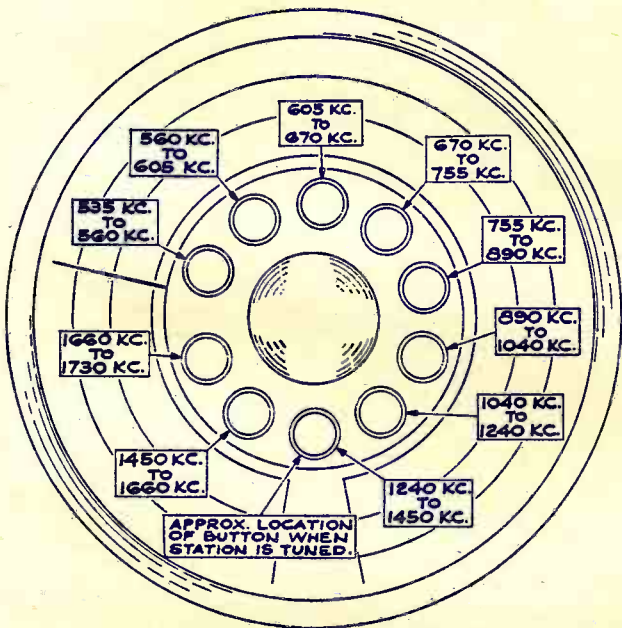 605 KC.
TO
670 KC.
560 KC.
TO
605 KC.
670 KC.
TO
755 KC.
535 KC.
TO
560 KC.
755 KC.
TO
890 KC.
1660 KC.
TO
1730 KC.
890 KC.
TO
1040 KC.
1040 KC.
TO
1240 KC.
1450 KC.
TO
1660 KC.
1240 KC.
TO
1450 KC.
APPROX. LOCATION
OF BUTTON WHEN
STATION IS TUNED.